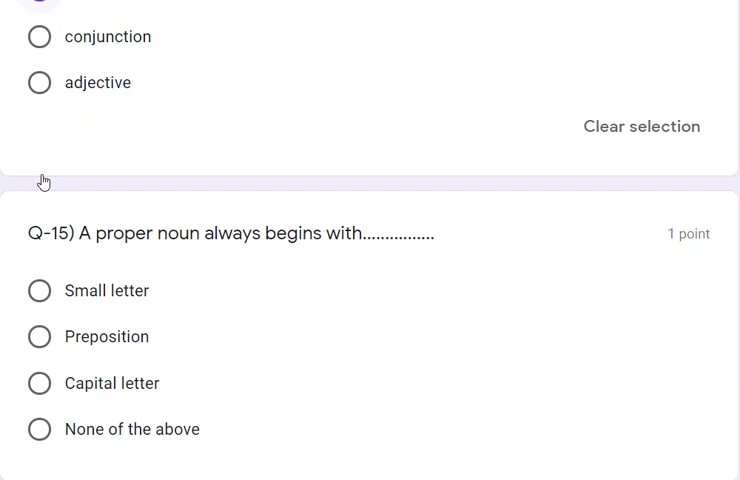 conjunction
adjective
Clear selection
Q-15) A proper noun always begins with................
1 point
Small letter
Preposition
Capital letter
None of the above